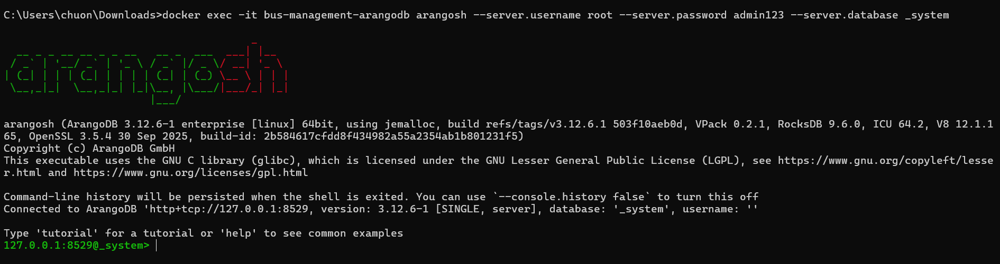 C:\Users\chuon\Downloads>docker exec -it bus-management-arangodb arangosh --server.username root --server.password admin123 --server.database _system
                                       _
  __ _ _ __ __ _ _ __   __ _  ___  ___| |__
 / _` | '__/ _` | '_ \ / _` |/ _ \/ __| '_ \
| (_| | | | (_| | | | | (_| | (_) \__ \ | | |
 \__,_|_|  \__,_|_| |_|\__, |\___/|___/_| |_|
                       |___/
arangosh (ArangoDB 3.12.6-1 enterprise [linux] 64bit, using jemalloc, build refs/tags/v3.12.6.1 503f10aeb0d, VPack 0.2.1, RocksDB 9.6.0, ICU 64.2, V8 12.1.1
65, OpenSSL 3.5.4 30 Sep 2025, build-id: 2b584617cfdd8f434982a55a2354ab1b801231f5)
Copyright (c) ArangoDB GmbH
This executable uses the GNU C library (glibc), which is licensed under the GNU Lesser General Public License (LGPL), see https://www.gnu.org/copyleft/lesse
r.html and https://www.gnu.org/licenses/gpl.html
Command-line history will be persisted when the shell is exited. You can use `--console.history false` to turn this off
Connected to ArangoDB 'http+tcp://127.0.0.1:8529, version: 3.12.6-1 [SINGLE, server], database: '_system', username: ''
Type 'tutorial' for a tutorial or 'help' to see common examples
127.0.0.1:8529@_system>